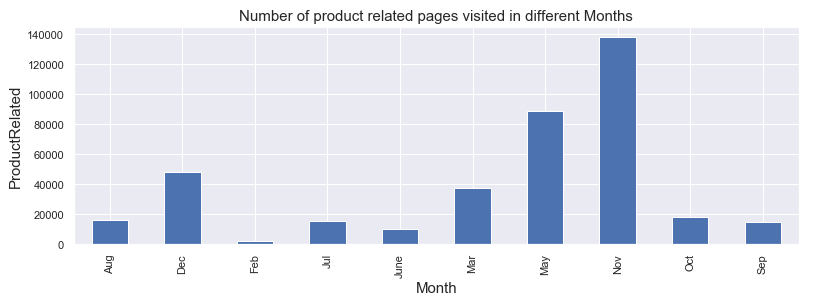 Number of product related pages visited in different Months
140000
120000
100000
80000
60000
40000
20000
0
ProductRelated
Aug Dec Feb Jul June Mar May Nov Oct Sep
Month